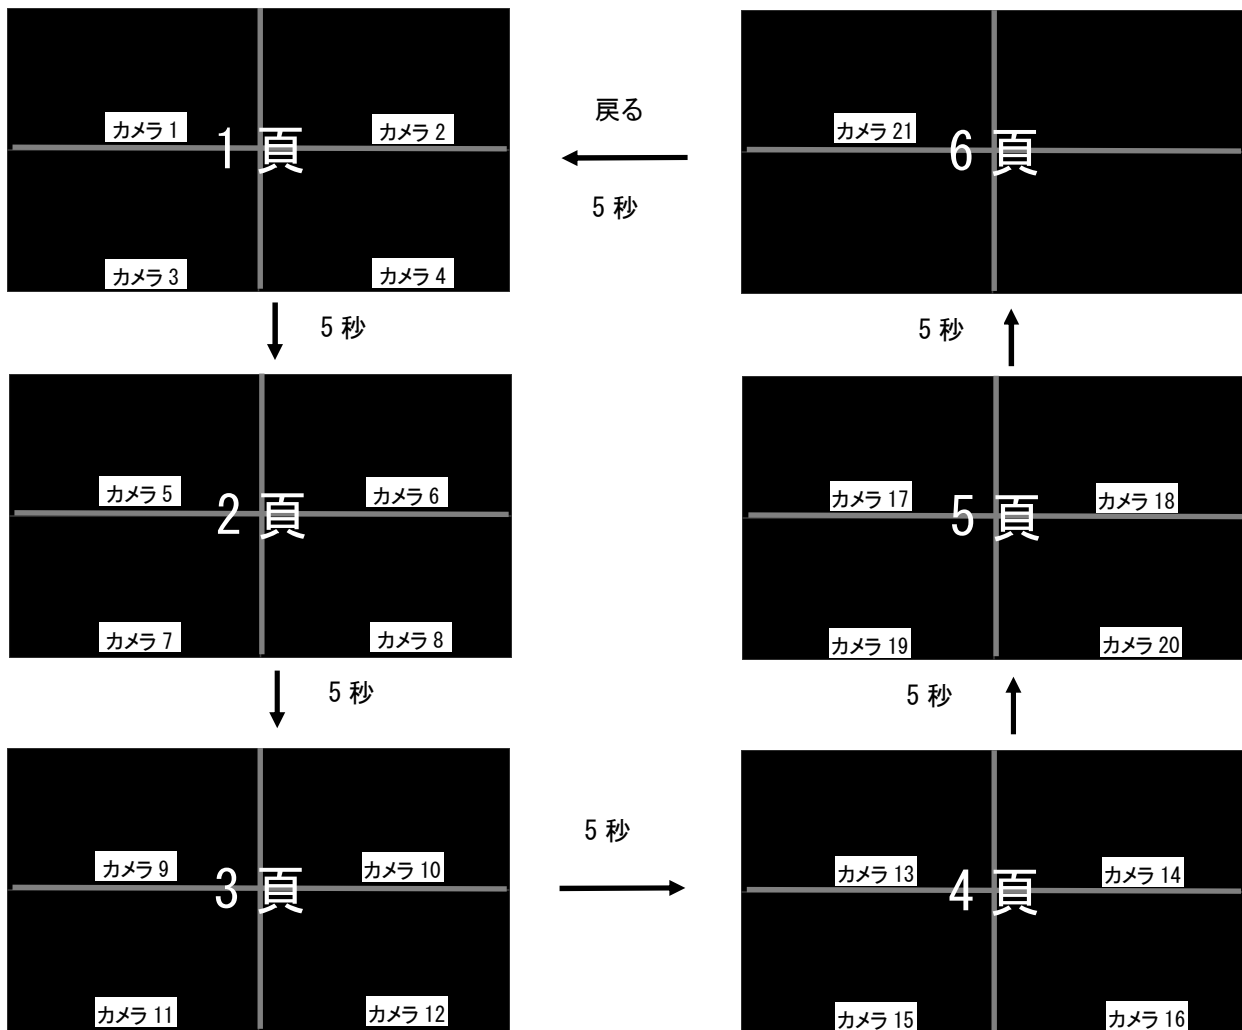 カメラ 1
カメラ 2
1 頁
カメラ 3
カメラ 4
5 秒
カメラ 5
カメラ 6
2 頁
カメラ 7
カメラ 8
5 秒
カメラ 9
カメラ 10
3 頁
カメラ 11
カメラ 12
5 秒
カメラ 13
カメラ 14
4 頁
カメラ 15
カメラ 16
5 秒
カメラ 17
カメラ 18
5 頁
カメラ 19
カメラ 20
5 秒
カメラ 21
6 頁
戻る
5 秒